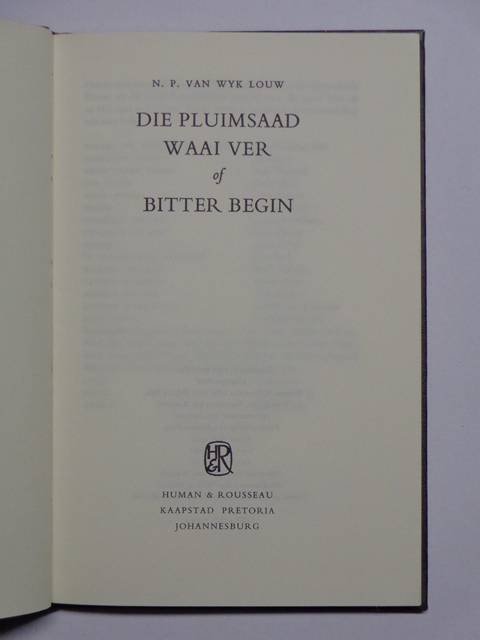 N. P. VAN WYK LOUW
DIE PLUIMSAAD
WAAI VER
of
BITTER BEGIN
H&R
HUMAN & ROUSSEAU
KAAPSTAD PRETORIA
JOHANNESBURG